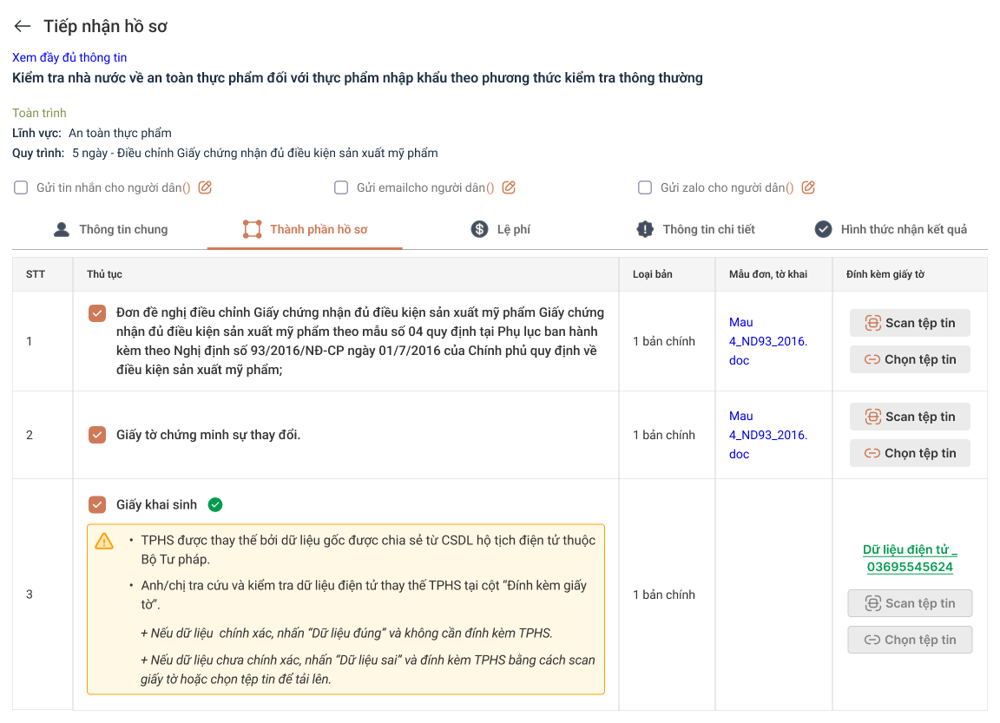 Tiếp nhận hồ sơ
Xem đầy đủ thông tin
Kiểm tra nhà nước về an toàn thực phẩm đối với thực phẩm nhập khẩu theo phương thức kiểm tra thông thường
Toàn trình
Lĩnh vực: An toàn thực phẩm
Quy trình: 5 ngày - Điều chỉnh Giấy chứng nhận đủ điều kiện sản xuất mỹ phẩm
Gửi tin nhắn cho người dân()
Gửi emailcho người dân()
Gửi zalo cho người dân()
Thông tin chung
Thành phần hồ sơ
Lệ phí
Thông tin chi tiết
Hình thức nhận kết quả
STT
Thủ tục
Loại bản
Mẫu đơn, tờ khai
Đính kèm giấy tờ
1
Đơn đề nghị điều chỉnh Giấy chứng nhận đủ điều kiện sản xuất mỹ phẩm Giấy chứng
nhận đủ điều kiện sản xuất mỹ phẩm theo mẫu số 04 quy định tại Phụ lục ban hành
kèm theo Nghị định số 93/2016/NĐ-CP ngày 01/7/2016 của Chính phủ quy định về
điều kiện sản xuất mỹ phẩm;
1 bản chính
Mau
4_ND93_2016.
doc
Scan tệp tin
Chọn tệp tin
2
Giấy tờ chứng minh sự thay đổi.
1 bản chính
Mau
4_ND93_2016.
doc
Scan tệp tin
Chọn tệp tin
3
Giấy khai sinh
• TPHS được thay thế bởi dữ liệu gốc được chia sẻ từ CSDL hộ tịch điện tử thuộc
Bộ Tư pháp.
• Anh/chị tra cứu và kiểm tra dữ liệu điện tử thay thế TPHS tại cột “Đính kèm giấy
tờ”.
+ Nếu dữ liệu chính xác, nhấn “Dữ liệu đúng” và không cần đính kèm TPHS.
+ Nếu dữ liệu chưa chính xác, nhấn “Dữ liệu sai” và đính kèm TPHS bằng cách scan
giấy tờ hoặc chọn tệp tin để tải lên.
1 bản chính
Dữ liệu điện tử _
03695545624
Scan tệp tin
Chọn tệp tin